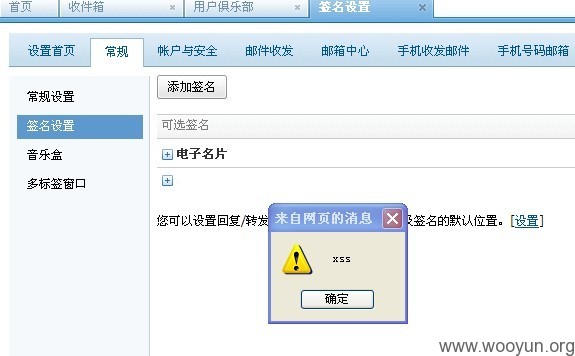 首页 收件箱 用户俱乐部 签名设置
设置首页 常规 帐户与安全 邮件收发 邮箱中心 手机收发邮件 手机号码邮箱
常规设置
签名设置
音乐盒
多标签窗口
添加签名
可选签名
电子名片
您可以设置回复/转发 及签名的默认位置。[设置]
来自网页的消息
xss
确定
www.wooyun.org